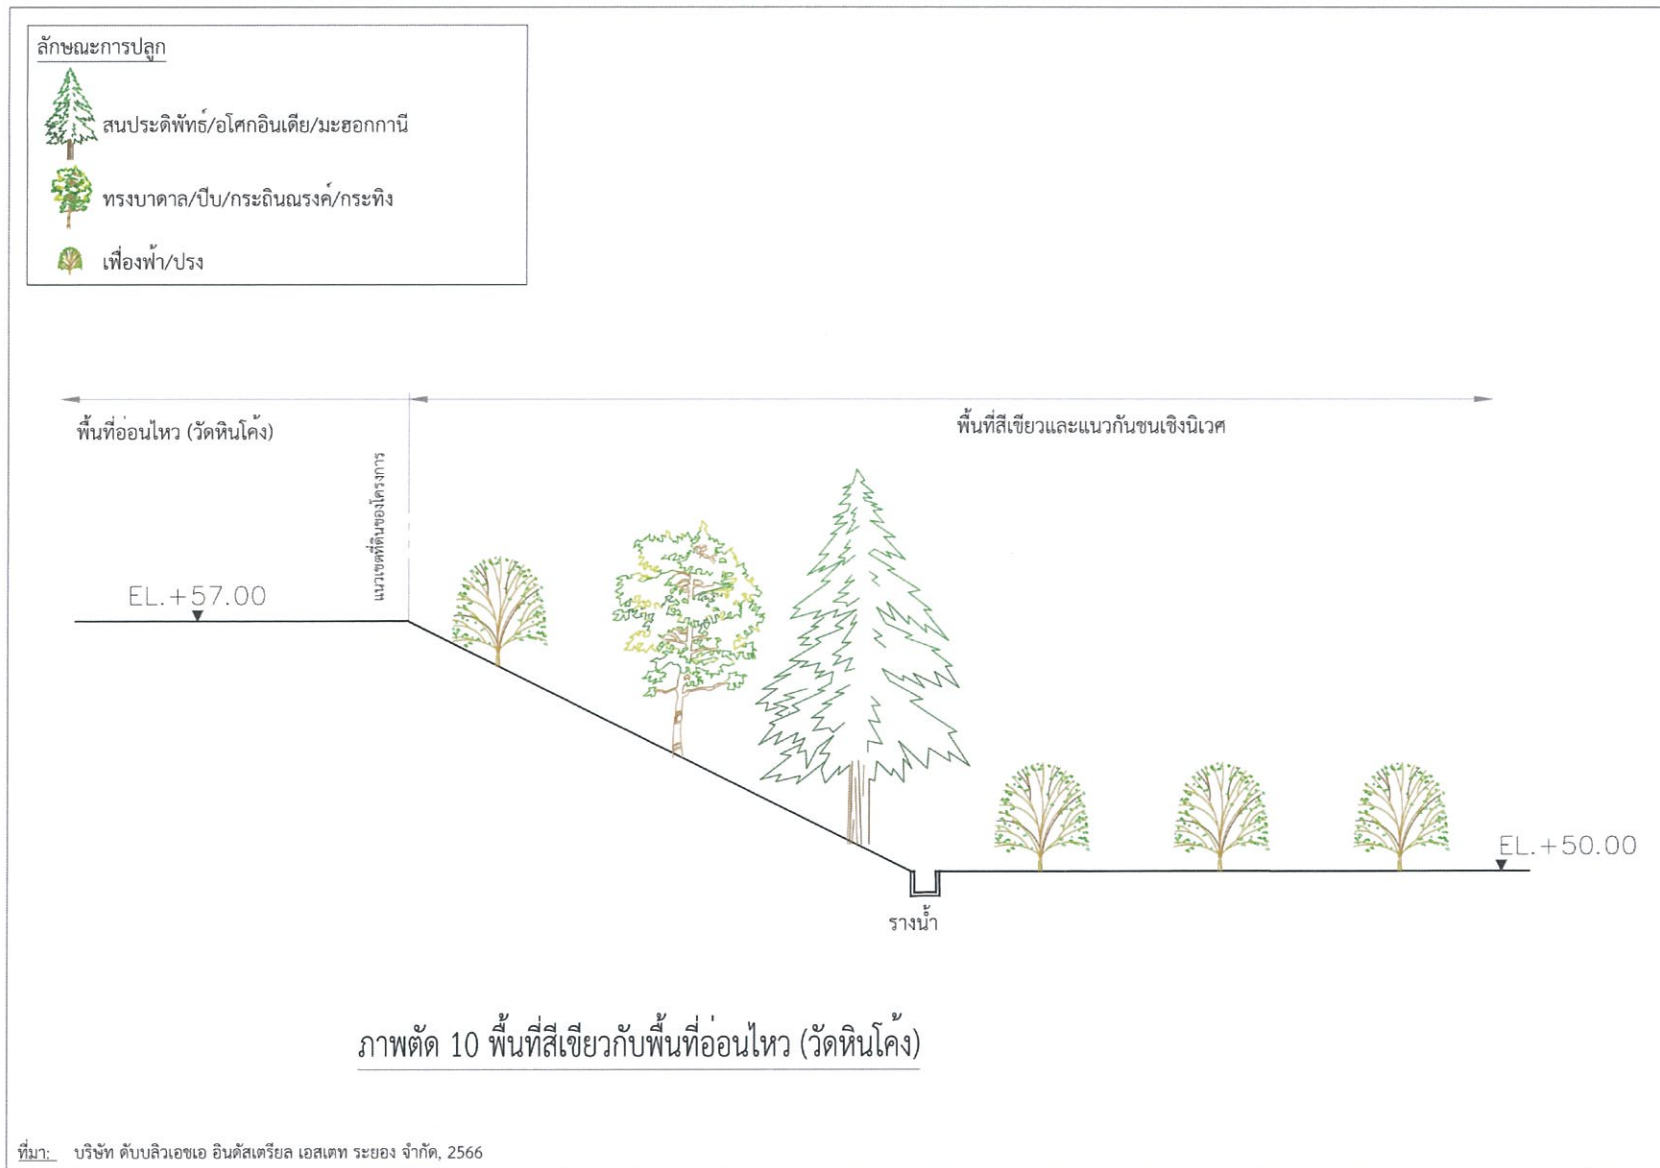 ลักษณะการปลูก
สนประดิพัทธ์/อโศกอินเดีย/มะฮอกกานี
ทรงบาดาล/ปีบ/กระถินณรงค์/กระทิง
เฟื่องฟ้า/ปรง
พื้นที่อ่อนไหว (วัดหินโค้ง)
พื้นที่สีเขียวและแนวกันชนเชิงนิเวศ
แนวเขตที่ดินของโครงการ
EL.+57.00
EL.+50.00
รางน้ำ
ภาพตัด 10 พื้นที่สีเขียวกับพื้นที่อ่อนไหว (วัดหินโค้ง)
ที่มา: บริษัท ดับบลิวเอชเอ อินดัสเตรียล เอสเตท ระยอง จำกัด, 2566